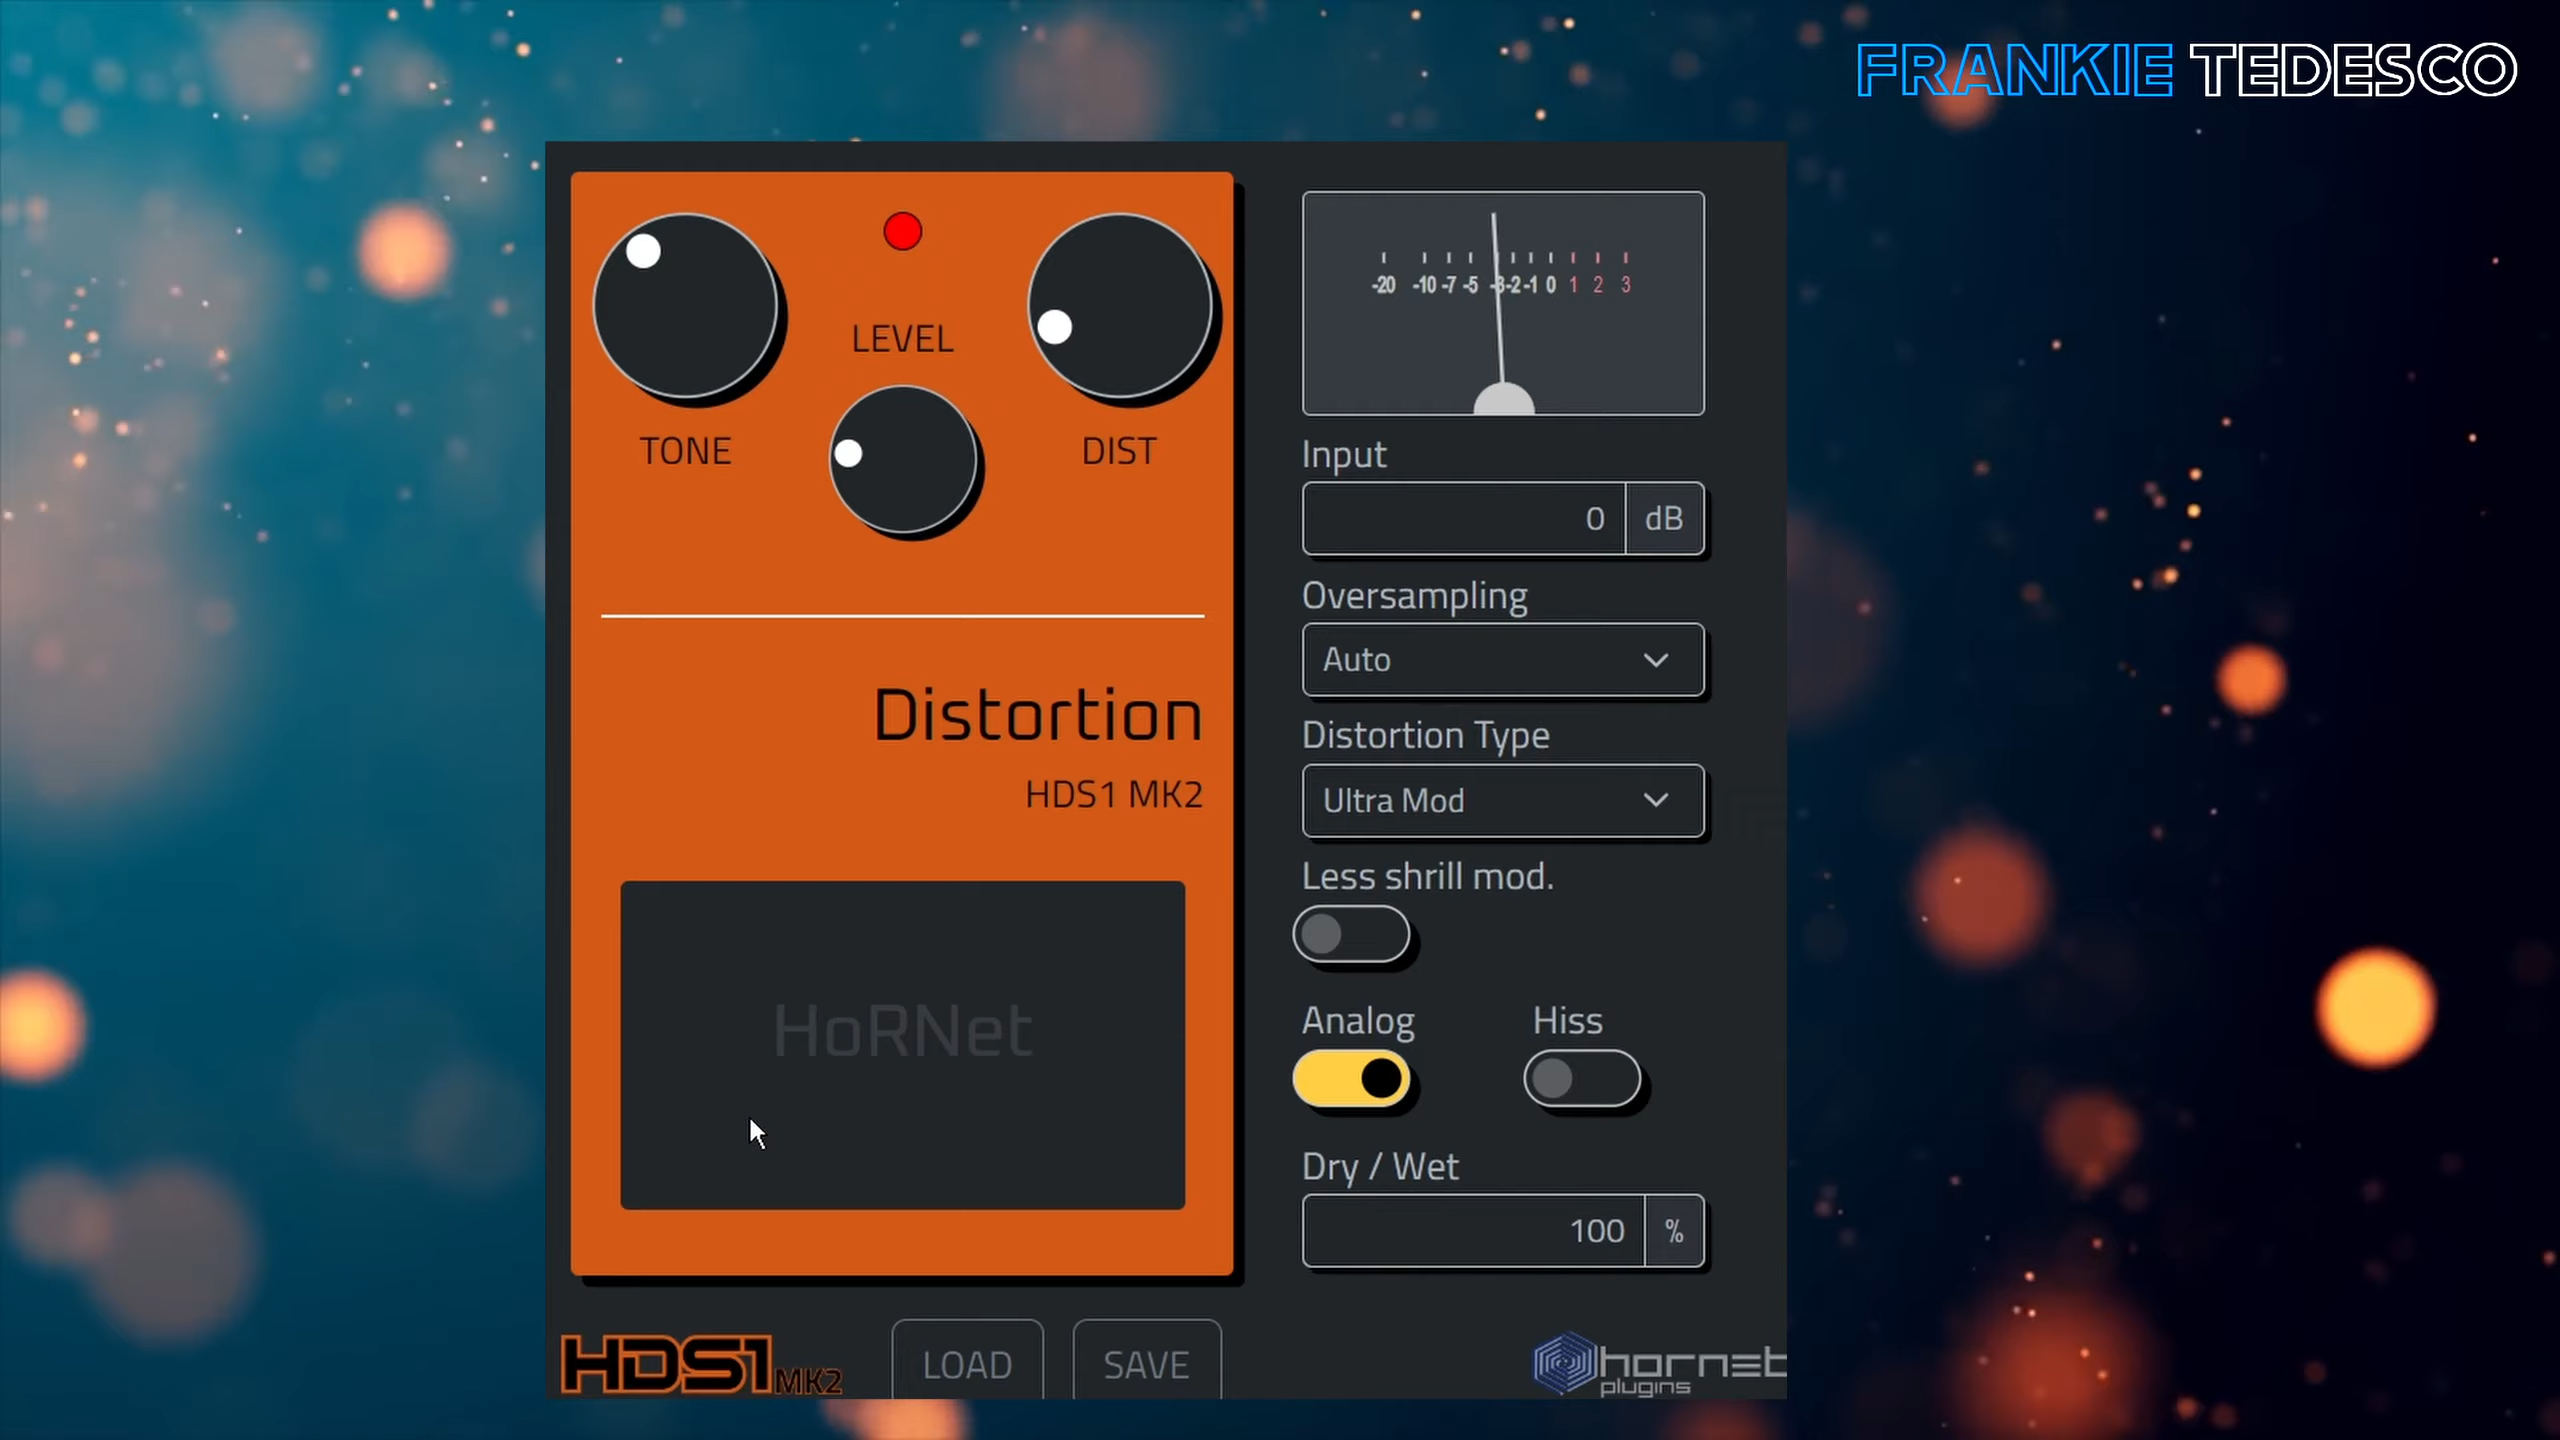 FRANKIE TEDESCO
LEVEL
TONE
DIST
Distortion
HDS1 MK2
HoRNet
-20 -10 -7 -5 -3 -2 -1 0 1 2 3
Input
0 dB
Oversampling
Auto
Distortion Type
Ultra Mod
Less shrill mod.
Analog
Hiss
Dry / Wet
100 %
HDS1 MK2
LOAD
SAVE
hornet
plugins